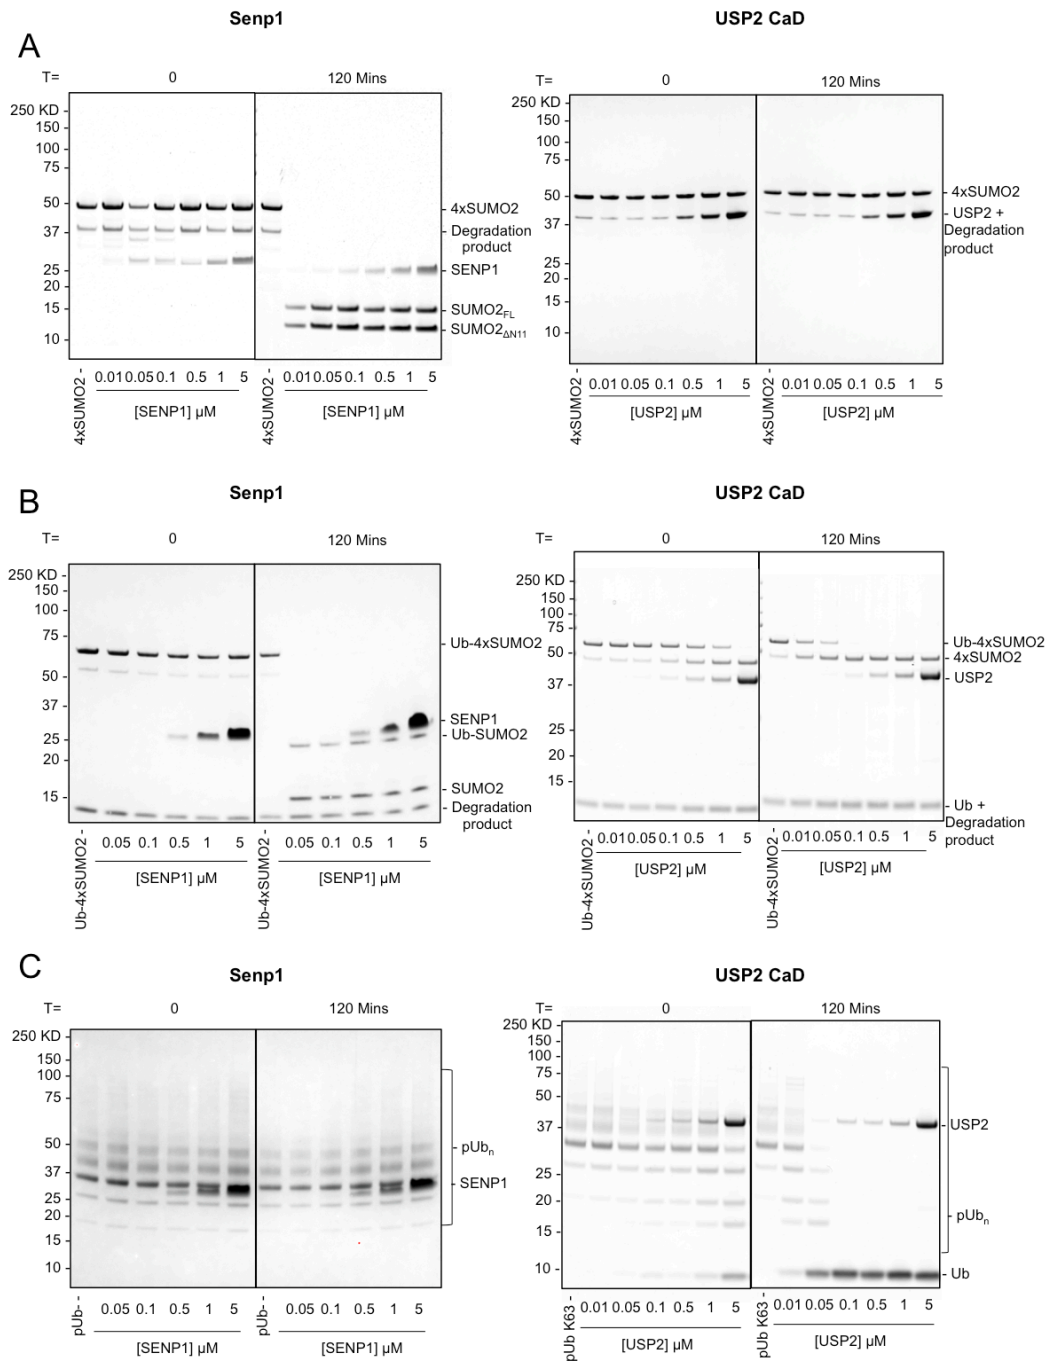 Senp1
USP2 CaD
A
T= 0 120 Mins
250 KD -
150 -
100 -
75 -
50 -
37 -
25 -
20 -
15 -
10 -
- 4xSUMO2
Degradation
product
- SENP1
- SUMO2FL
- SUMO2ΔN11
4xSUMO2 -
0.01 0.05 0.1 0.5 1 5
[SENP1] µM
4xSUMO2 -
0.01 0.05 0.1 0.5 1 5
[SENP1] µM
T= 0 120 Mins
250 KD -
150 -
100 -
75 -
50 -
37 -
25 -
20 -
15 -
10 -
- 4xSUMO2
- USP2 +
Degradation
product
4xSUMO2 -
0.01 0.05 0.1 0.5 1 5
[USP2] µM
4xSUMO2 -
0.01 0.05 0.1 0.5 1 5
[USP2] µM
B
Senp1
USP2 CaD
T= 0 120 Mins
250 KD -
150 -
100 -
75 -
50 -
37 -
25 -
20 -
15 -
- Ub-4xSUMO2
SENP1
- Ub-SUMO2
- SUMO2
- Degradation
product
Ub-4xSUMO2 -
0.05 0.1 0.5 1 5
[SENP1] µM
Ub-4xSUMO2 -
0.05 0.1 0.5 1 5
[SENP1] µM
T= 0 120 Mins
250 KD -
150 -
100 -
75 -
50 -
37 -
25 -
20 -
15 -
- Ub-4xSUMO2
- 4xSUMO2
- USP2
- Ub +
Degradation
product
Ub-4xSUMO2 -
0.01 0.05 0.1 0.5 1 5
[USP2] µM
Ub-4xSUMO2 -
0.01 0.05 0.1 0.5 1 5
[USP2] µM
C
Senp1
USP2 CaD
T= 0 120 Mins
250 KD -
150 -
100 -
75 -
50 -
37 -
25 -
20 -
15 -
10 -
- pUbn
- SENP1
pUb -
0.05 0.1 0.5 1 5
[SENP1] µM
pUb -
0.05 0.1 0.5 1 5
[SENP1] µM
T= 0 120 Mins
250 KD -
150 -
100 -
75 -
50 -
37 -
25 -
20 -
15 -
10 -
- USP2
- pUbn
- Ub
pUb K63 -
0.01 0.05 0.1 0.5 1 5
[USP2] µM
pUb K63 -
0.01 0.05 0.1 0.5 1 5
[USP2] µM